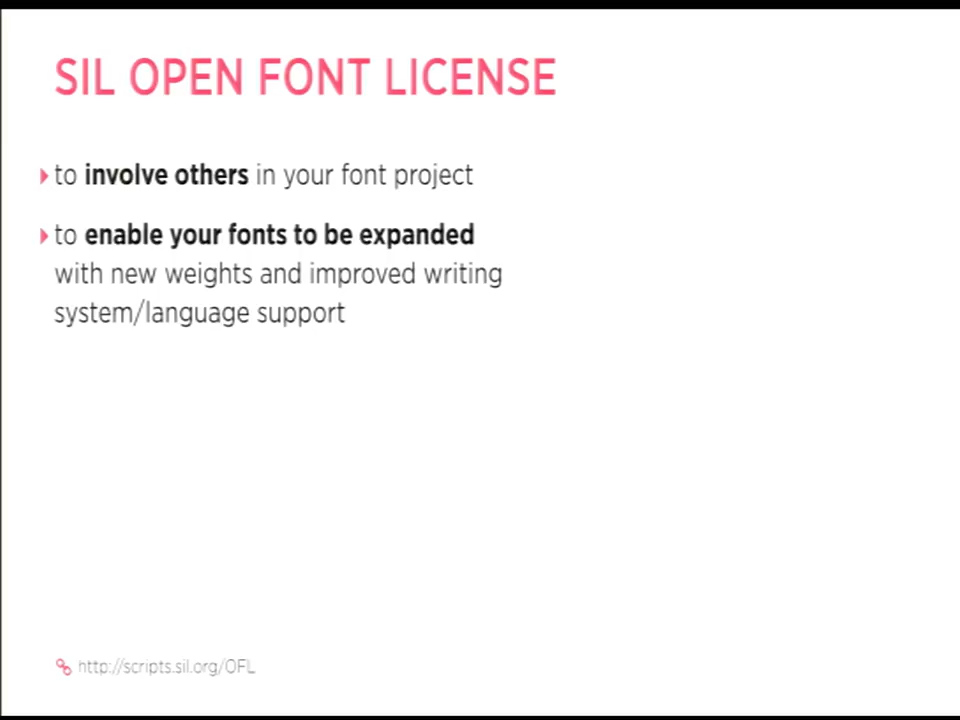 SIL OPEN FONT LICENSE
to involve others in your font project
to enable your fonts to be expanded
with new weights and improved writing
system/language support
http://scripts.sil.org/OFL